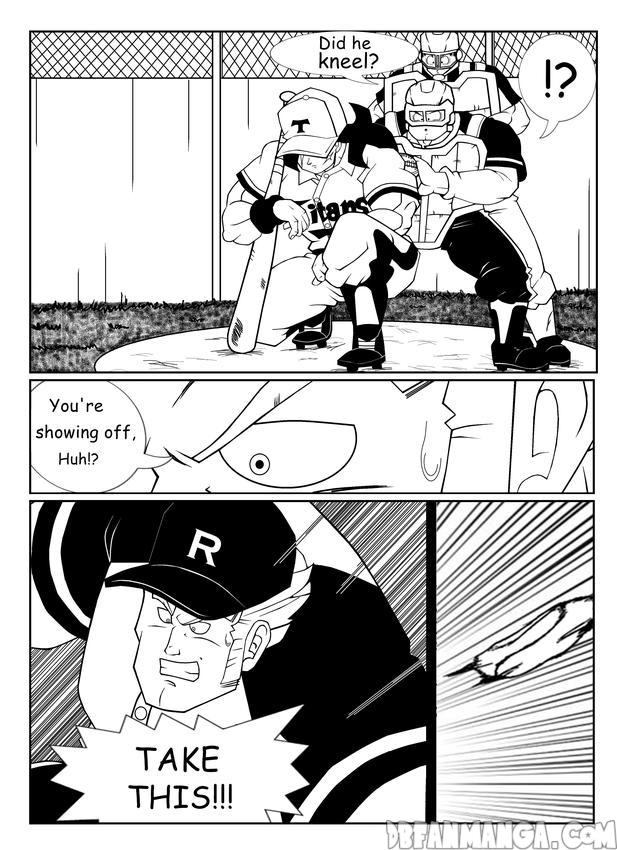 Did he
kneel?
!?
T
itans
You're
showing off,
Huh!?
R
TAKE
THIS!!!
DBFANMANGA.COM